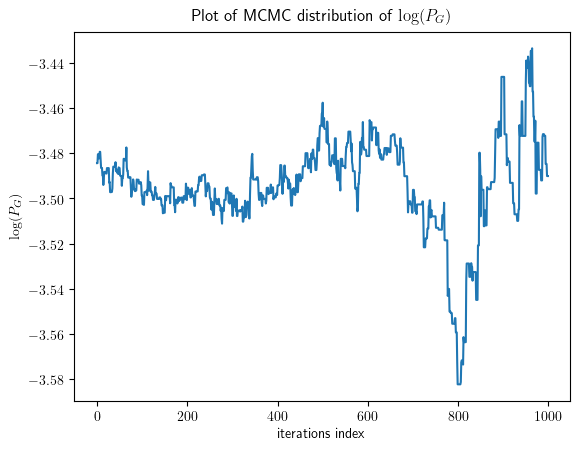 Plot of MCMC distribution of log(P_G)
−3.44
−3.46
−3.48
−3.50
−3.52
−3.54
−3.56
−3.58
log(P_G)
0 200 400 600 800 1000
iterations index